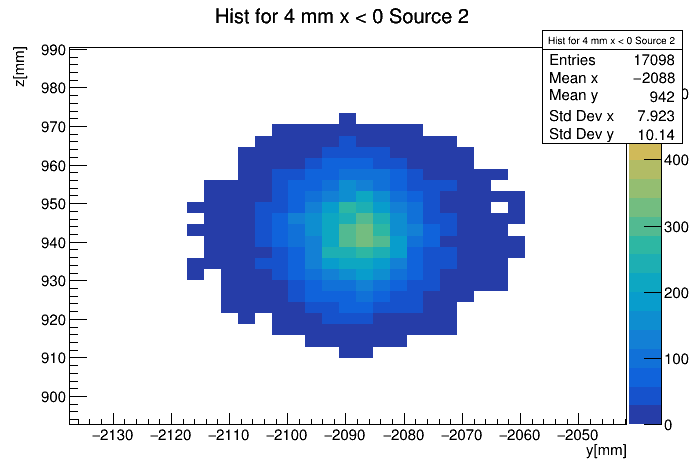 Hist for 4 mm x < 0 Source 2
z[mm]
990
980
970
960
950
940
930
920
910
900
−2130 −2120 −2110 −2100 −2090 −2080 −2070 −2060 −2050
y[mm]
Hist for 4 mm x < 0 Source 2
Entries 17098
Mean x −2088
Mean y 942
Std Dev x 7.923
Std Dev y 10.14
0
400
300
200
100
0